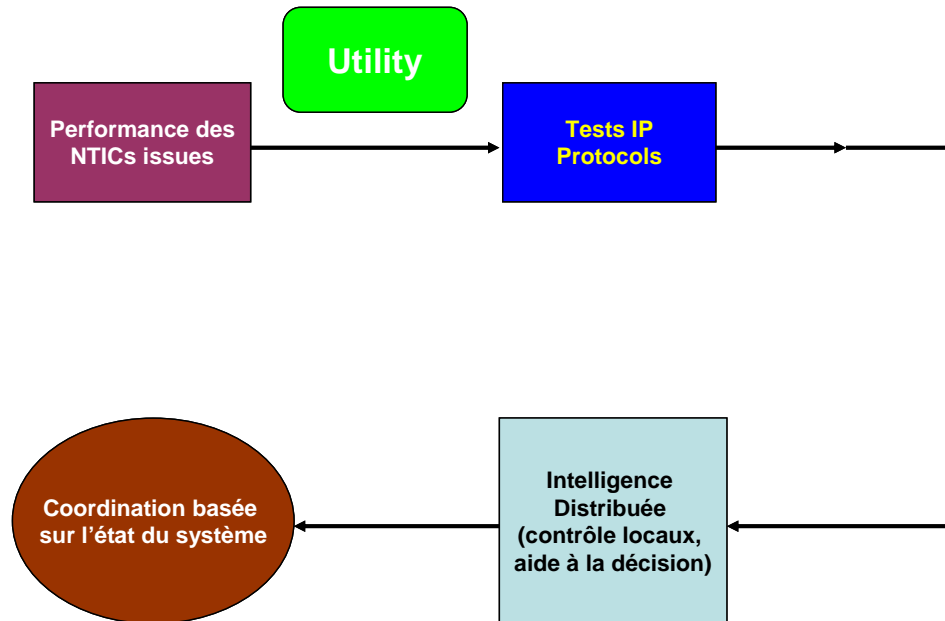 Utility
Performance des
NTICs issues
Tests IP
Protocols
Coordination basée
sur l'état du système
Intelligence
Distribuée
(contrôle locaux,
aide à la décision)